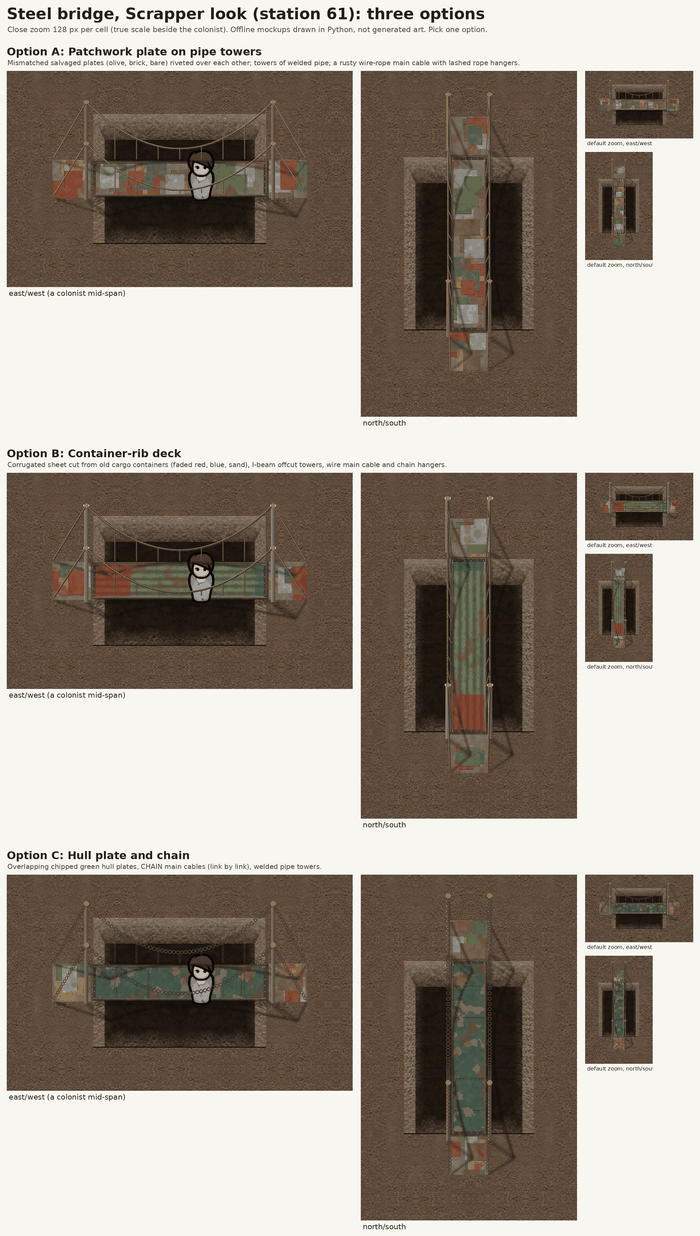 Steel bridge, Scrapper look (station 61): three options
Close zoom 128 px per cell (true scale beside the colonist). Offline mockups drawn in Python, not generated art. Pick one option.
Option A: Patchwork plate on pipe towers
Mismatched salvaged plates (olive, brick, bare) riveted over each other; towers of welded pipe; a rusty wire-rope main cable with lashed rope hangers.
default zoom, east/west
default zoom, north/sou
east/west (a colonist mid-span)
north/south
Option B: Container-rib deck
Corrugated sheet cut from old cargo containers (faded red, blue, sand), I-beam offcut towers, wire main cable and chain hangers.
default zoom, east/west
default zoom, north/sou
east/west (a colonist mid-span)
north/south
Option C: Hull plate and chain
Overlapping chipped green hull plates, CHAIN main cables (link by link), welded pipe towers.
default zoom, east/west
default zoom, north/sou
east/west (a colonist mid-span)
north/south